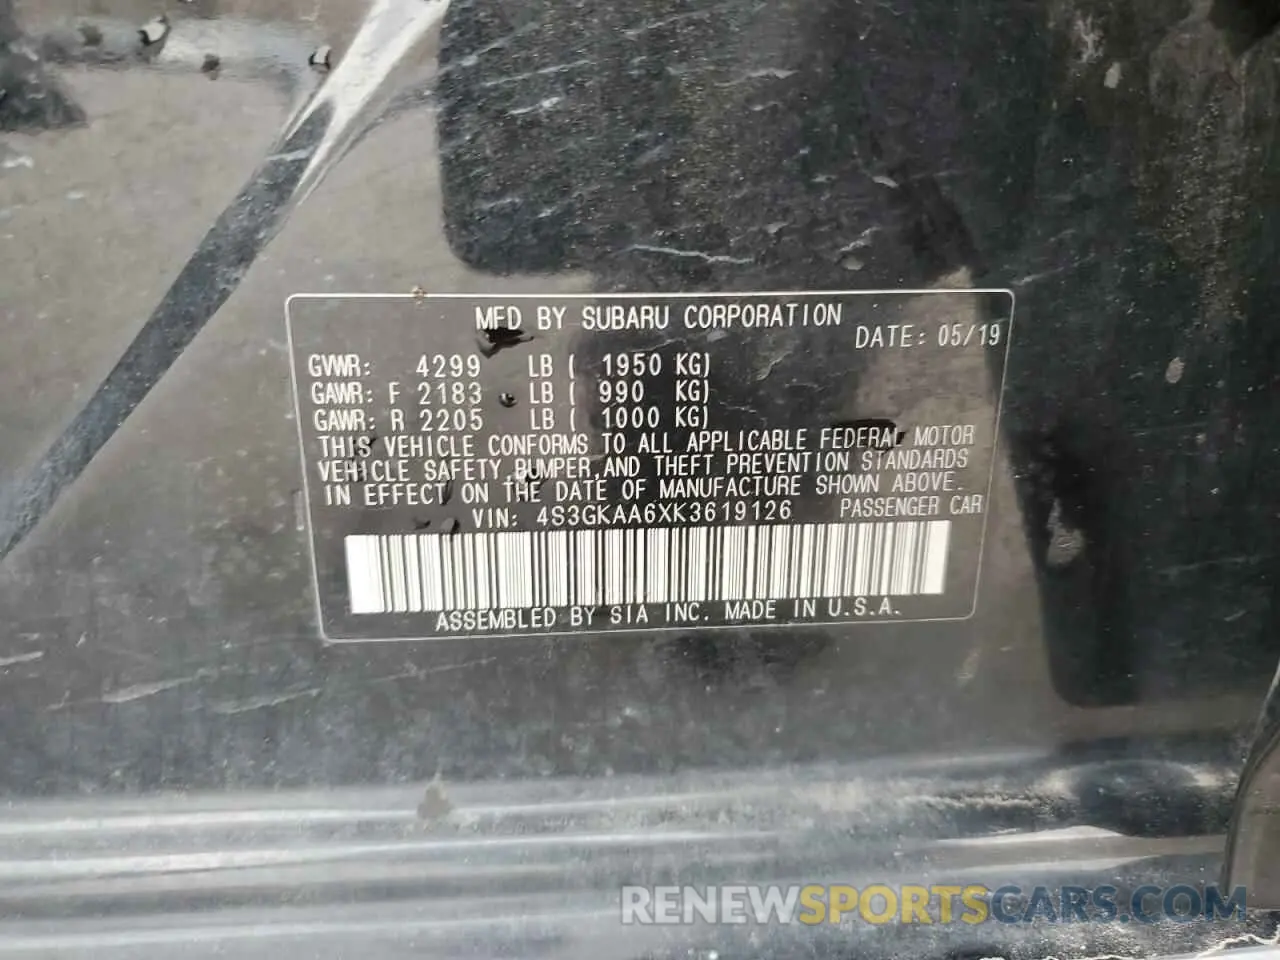 MFD BY SUBARU CORPORATION
DATE: 05/19
GVWR: 4299 LB ( 1950 KG)
GAWR: F 2183 LB ( 990 KG)
GAWR: R 2205 LB ( 1000 KG)
THIS VEHICLE CONFORMS TO ALL APPLICABLE FEDERAL MOTOR
VEHICLE SAFETY, BUMPER, AND THEFT PREVENTION STANDARDS
IN EFFECT ON THE DATE OF MANUFACTURE SHOWN ABOVE.
VIN: 4S3GKAA6XK3619126 PASSENGER CAR
ASSEMBLED BY SIA INC. MADE IN U.S.A.
RENEWSPORTSCARS.COM